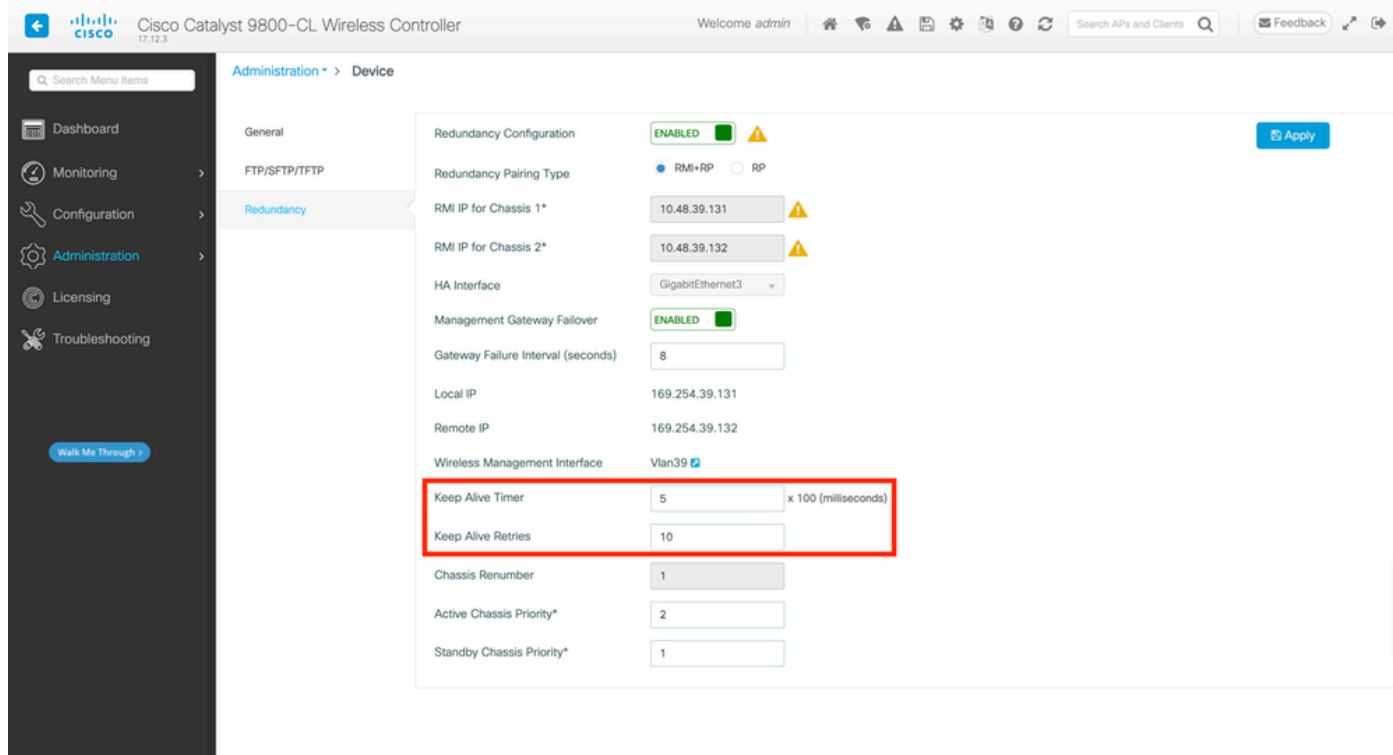 CISCO
Cisco Catalyst 9800-CL Wireless Controller
17.12.3
Welcome admin
Search APs and Clients
Feedback
Search Menu Items
Dashboard
Monitoring
Configuration
Administration
Licensing
Troubleshooting
Walk Me Through >
Administration > Device
General
FTP/SFTP/TFTP
Redundancy
Redundancy Configuration ENABLED
Apply
Redundancy Pairing Type RMI+RP RP
RMI IP for Chassis 1* 10.48.39.131
RMI IP for Chassis 2* 10.48.39.132
HA Interface GigabitEthernet3
Management Gateway Failover ENABLED
Gateway Failure Interval (seconds) 8
Local IP 169.254.39.131
Remote IP 169.254.39.132
Wireless Management Interface Vlan39
Keep Alive Timer 5 x 100 (milliseconds)
Keep Alive Retries 10
Chassis Renumber 1
Active Chassis Priority* 2
Standby Chassis Priority* 1